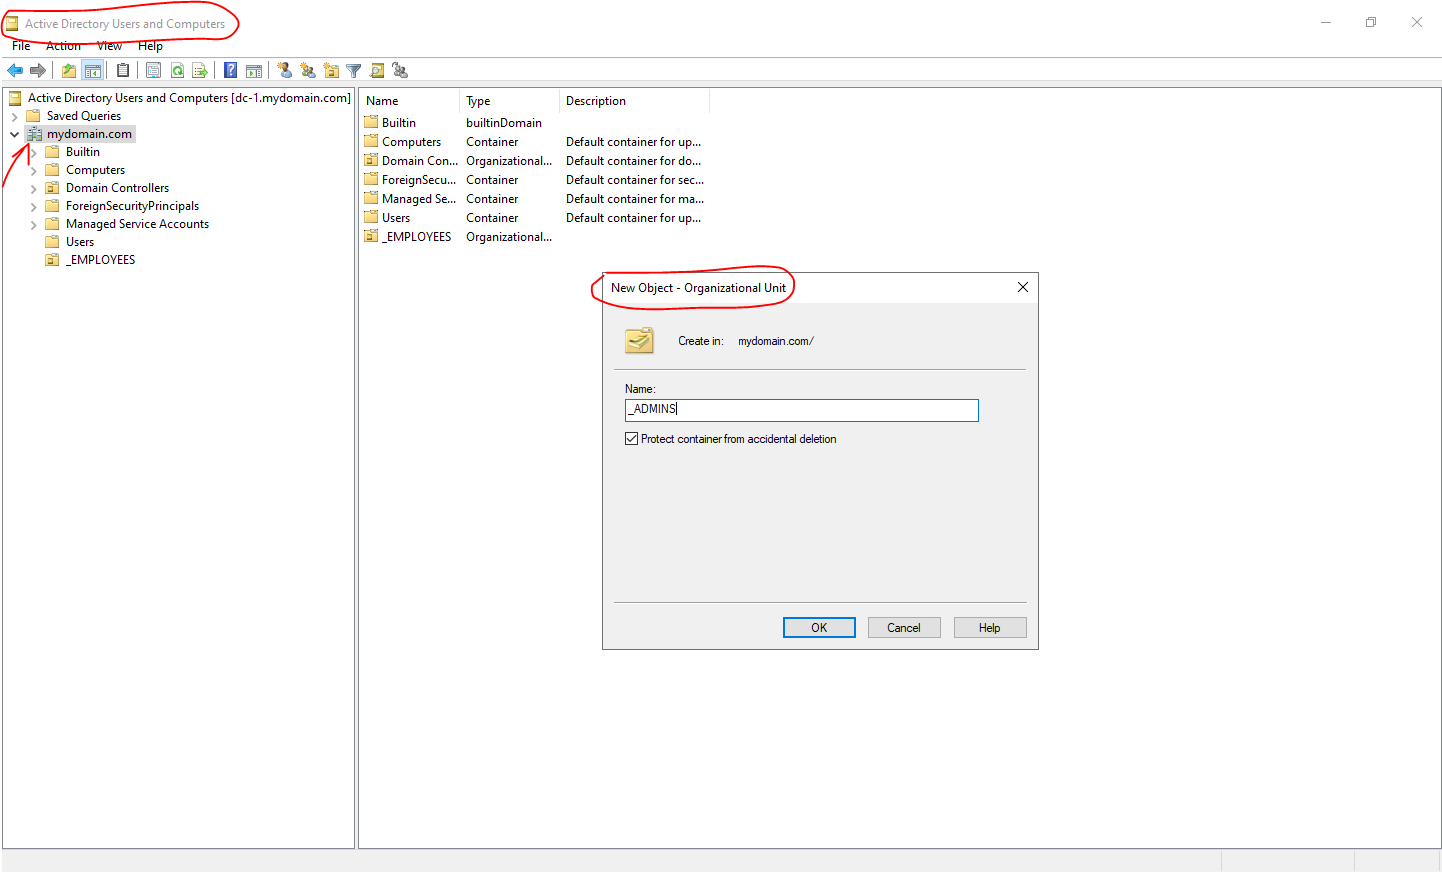 Active Directory Users and Computers
File Action View Help
Active Directory Users and Computers [dc-1.mydomain.com]
Saved Queries
mydomain.com
Builtin
Computers
Domain Controllers
ForeignSecurityPrincipals
Managed Service Accounts
Users
_EMPLOYEES
Name Type Description
Builtin builtinDomain
Computers Container Default container for up...
Domain Con... Organizational... Default container for do...
ForeignSecu... Container Default container for sec...
Managed Se... Container Default container for ma...
Users Container Default container for up...
_EMPLOYEES Organizational...
New Object - Organizational Unit
Create in: mydomain.com/
Name:
_ADMINS
Protect container from accidental deletion
OK Cancel Help